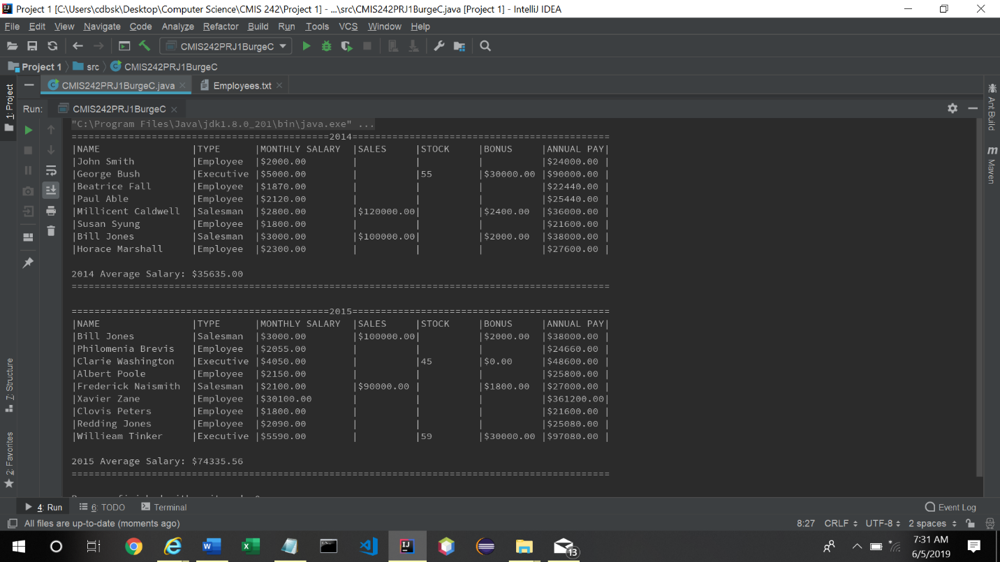 Project 1 [C:\Users\cdbsk\Desktop\Computer Science\CMIS 242\Project 1] - ...\src\CMIS242PRJ1BurgeC.java [Project 1] - IntelliJ IDEA
File Edit View Navigate Code Analyze Refactor Build Run Tools VCS Window Help
CMIS242PRJ1BurgeC
Project 1 src CMIS242PRJ1BurgeC
1: Project
CMIS242PRJ1BurgeC.java Employees.txt
Ant Build
Maven
Run: CMIS242PRJ1BurgeC
"C:\Program Files\Java\jdk1.8.0_201\bin\java.exe" ...
=============================================2014=============================================
|NAME |TYPE |MONTHLY SALARY |SALES |STOCK |BONUS |ANNUAL PAY|
|John Smith |Employee |$2000.00 | | | |$24000.00 |
|George Bush |Executive |$5000.00 | |55 |$30000.00 |$90000.00 |
|Beatrice Fall |Employee |$1870.00 | | | |$22440.00 |
|Paul Able |Employee |$2120.00 | | | |$25440.00 |
|Millicent Caldwell |Salesman |$2800.00 |$120000.00| |$2400.00 |$36000.00 |
|Susan Syung |Employee |$1800.00 | | | |$21600.00 |
|Bill Jones |Salesman |$3000.00 |$100000.00| |$2000.00 |$38000.00 |
|Horace Marshall |Employee |$2300.00 | | | |$27600.00 |
2014 Average Salary: $35635.00
==============================================================================================
=============================================2015=============================================
|NAME |TYPE |MONTHLY SALARY |SALES |STOCK |BONUS |ANNUAL PAY|
|Bill Jones |Salesman |$3000.00 |$100000.00| |$2000.00 |$38000.00 |
|Philomenia Brevis |Employee |$2055.00 | | | |$24660.00 |
|Clarie Washington |Executive |$4050.00 | |45 |$0.00 |$48600.00 |
|Albert Poole |Employee |$2150.00 | | | |$25800.00 |
|Frederick Naismith |Salesman |$2100.00 |$90000.00 | |$1800.00 |$27000.00 |
|Xavier Zane |Employee |$30100.00 | | | |$361200.00|
|Clovis Peters |Employee |$1800.00 | | | |$21600.00 |
|Redding Jones |Employee |$2090.00 | | | |$25080.00 |
|Willieam Tinker |Executive |$5590.00 | |59 |$30000.00 |$97080.00 |
2015 Average Salary: $74335.56
==============================================================================================
7: Structure
2: Favorites
4: Run 6: TODO Terminal Event Log
All files are up-to-date (moments ago) 8:27 CRLF UTF-8 2 spaces
7:31 AM
13
6/5/2019